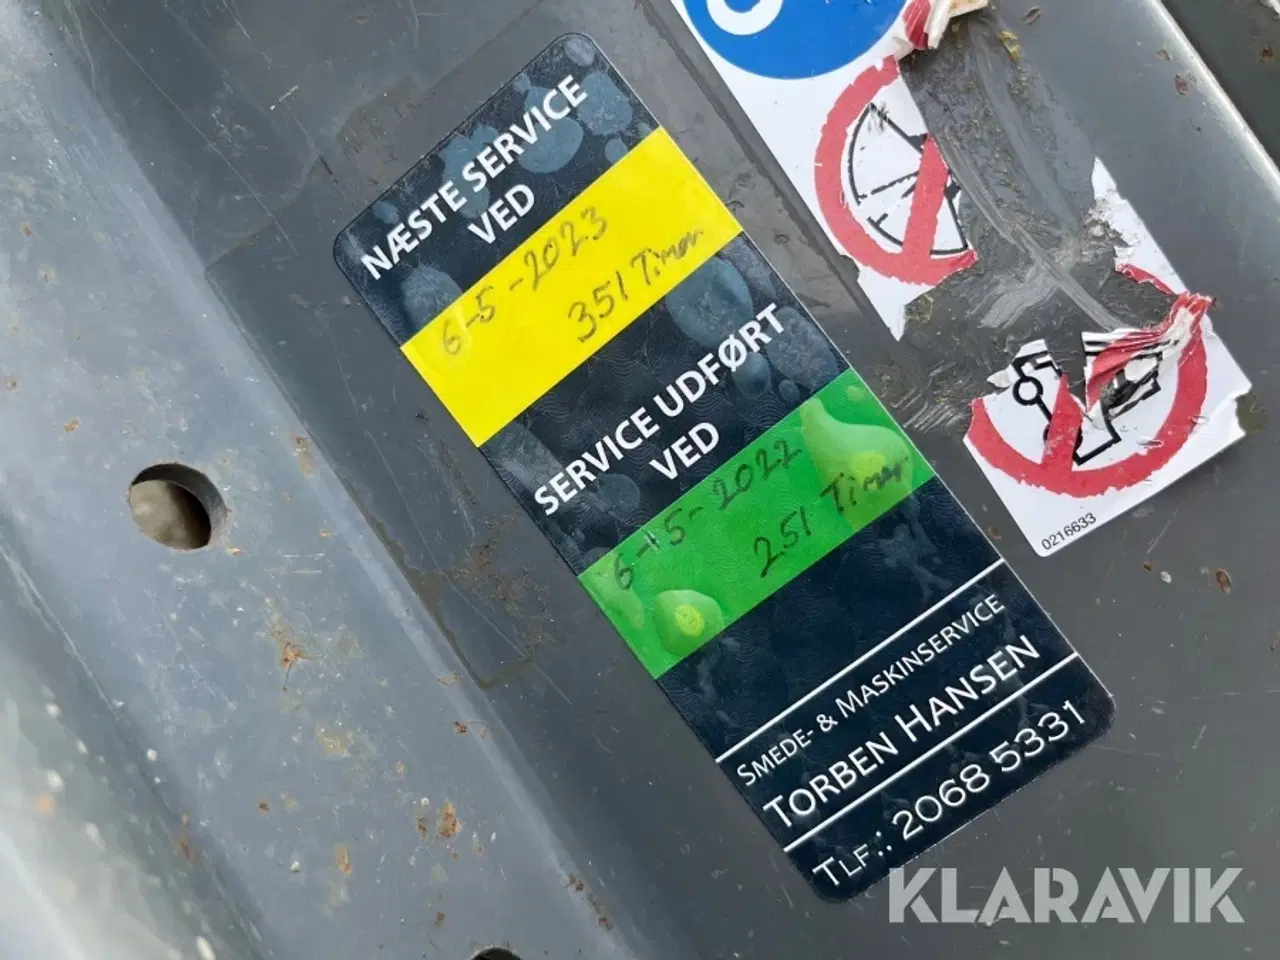 NÆSTE SERVICE
VED
6-5-2023
351 Timer
SERVICE UDFØRT
VED
6-5-2022
251 Timer
SMEDE- & MASKINSERVICE
TORBEN HANSEN
TLF.: 2068 5331
0216633
KLARAVIK